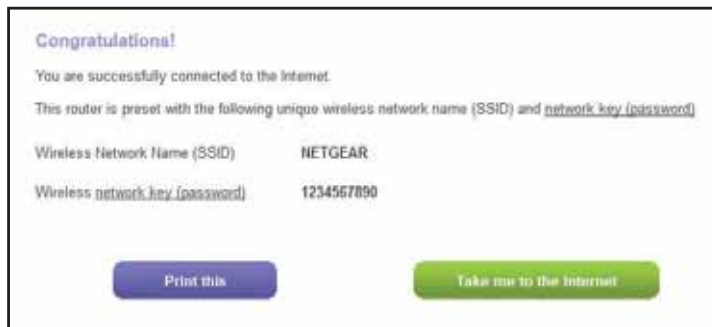 Congratulations!
You are successfully connected to the Internet.
This router is preset with the following unique wireless network name (SSID) and network key (password)
Wireless Network Name (SSID) NETGEAR
Wireless network key (password) 1234567890
Print this Take me to the Internet